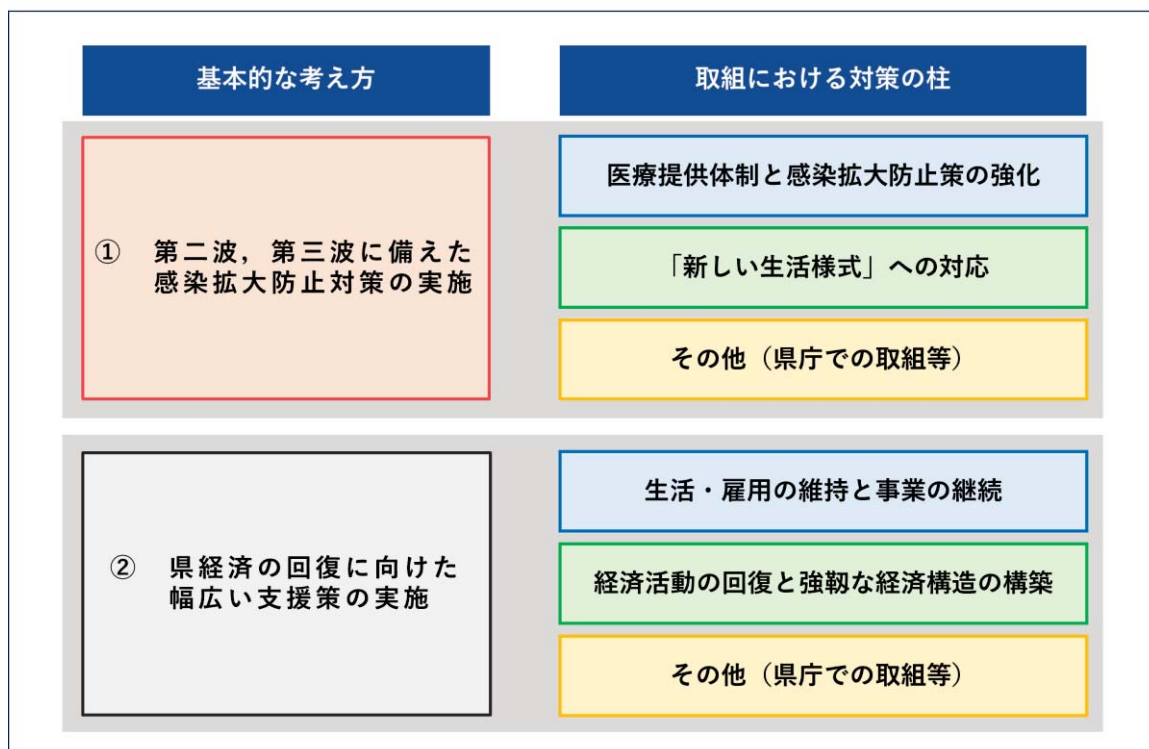 基本的な考え方
取組における対策の柱
① 第二波，第三波に備えた
感染拡大防止対策の実施
医療提供体制と感染拡大防止策の強化
「新しい生活様式」への対応
その他（県庁での取組等）
② 県経済の回復に向けた
幅広い支援策の実施
生活・雇用の維持と事業の継続
経済活動の回復と強靱な経済構造の構築
その他（県庁での取組等）